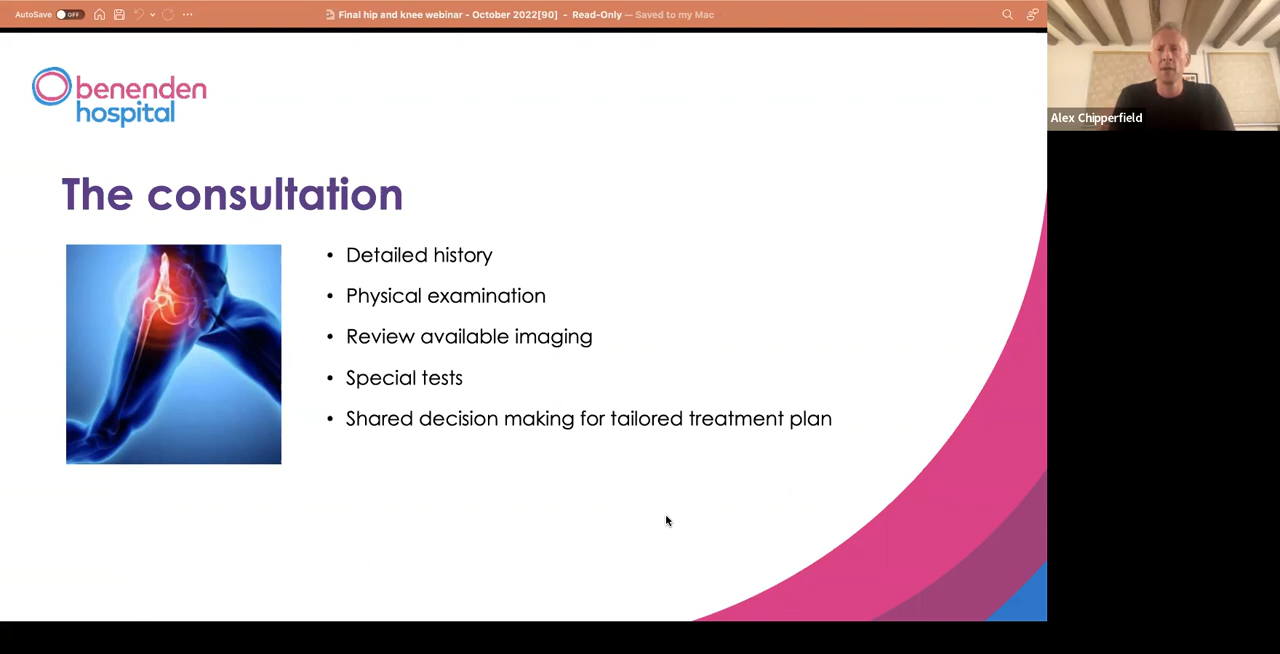 AutoSave OFF
Final hip and knee webinar - October 2022[90] - Read-Only — Saved to my Mac
Alex Chipperfield
benenden
hospital
The consultation
• Detailed history
• Physical examination
• Review available imaging
• Special tests
• Shared decision making for tailored treatment plan